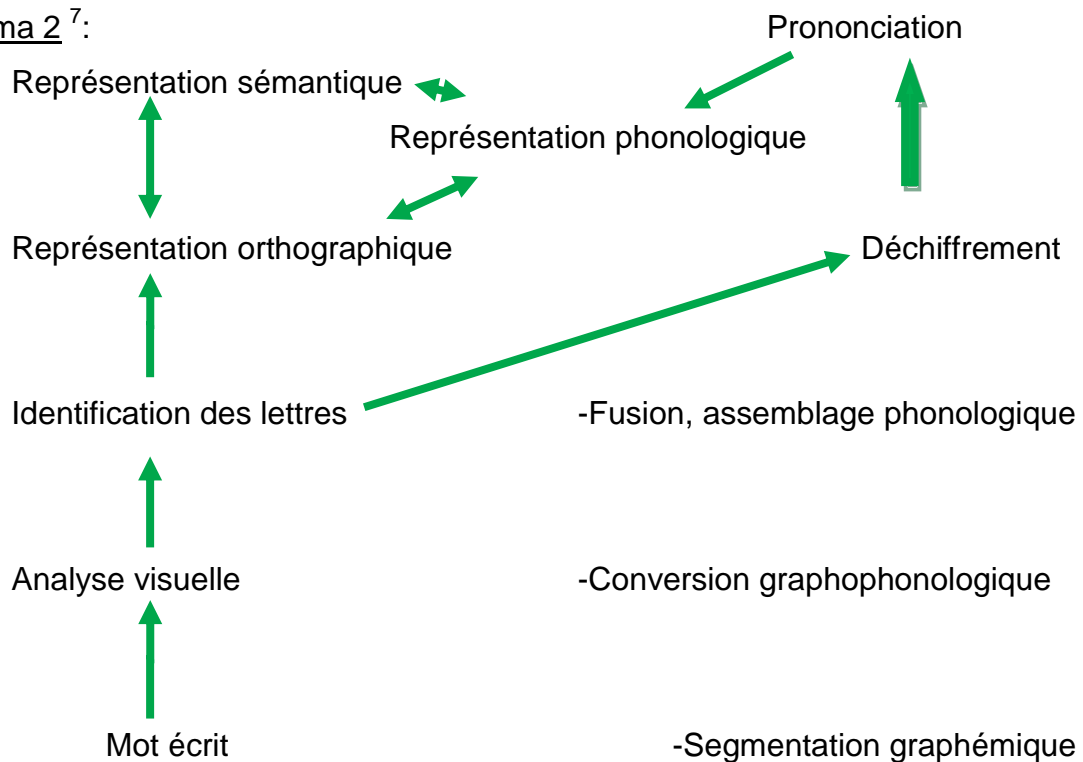 ma 2 7:
Prononciation
Représentation sémantique
Représentation phonologique
Représentation orthographique
Déchiffrement
Identification des lettres
-Fusion, assemblage phonologique
Analyse visuelle
-Conversion graphophonologique
Mot écrit
-Segmentation graphémique